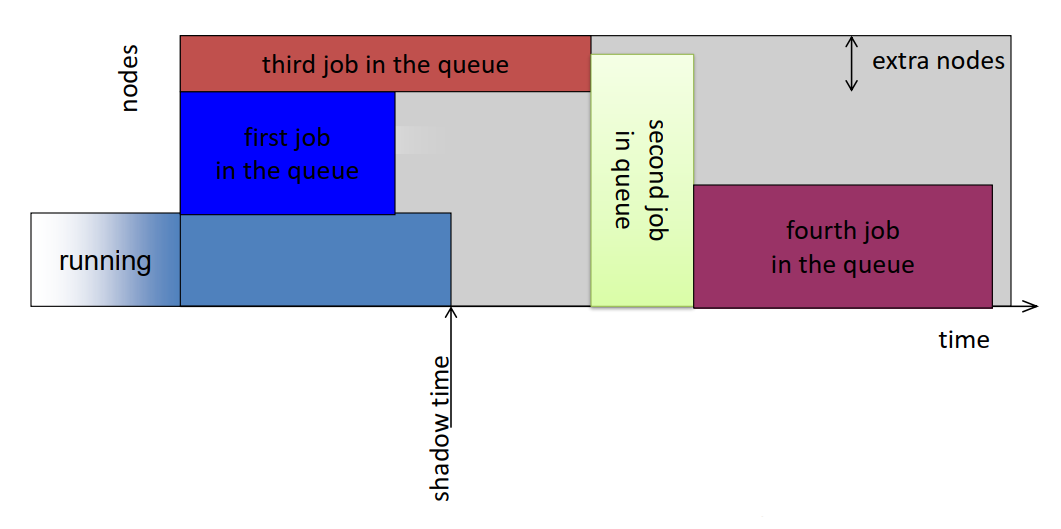 nodes
third job in the queue
extra nodes
first job
in the queue
second job
in queue
running
fourth job
in the queue
time
shadow time